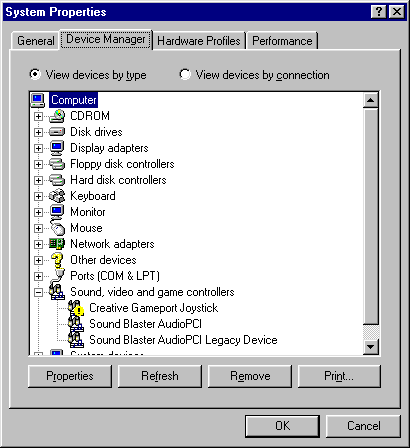 System Properties
General Device Manager Hardware Profiles Performance
View devices by type View devices by connection
Computer
CDROM
Disk drives
Display adapters
Floppy disk controllers
Hard disk controllers
Keyboard
Monitor
Mouse
Network adapters
Other devices
Ports (COM & LPT)
Sound, video and game controllers
Creative Gameport Joystick
Sound Blaster AudioPCI
Sound Blaster AudioPCI Legacy Device
System devices
Properties Refresh Remove Print...
OK Cancel